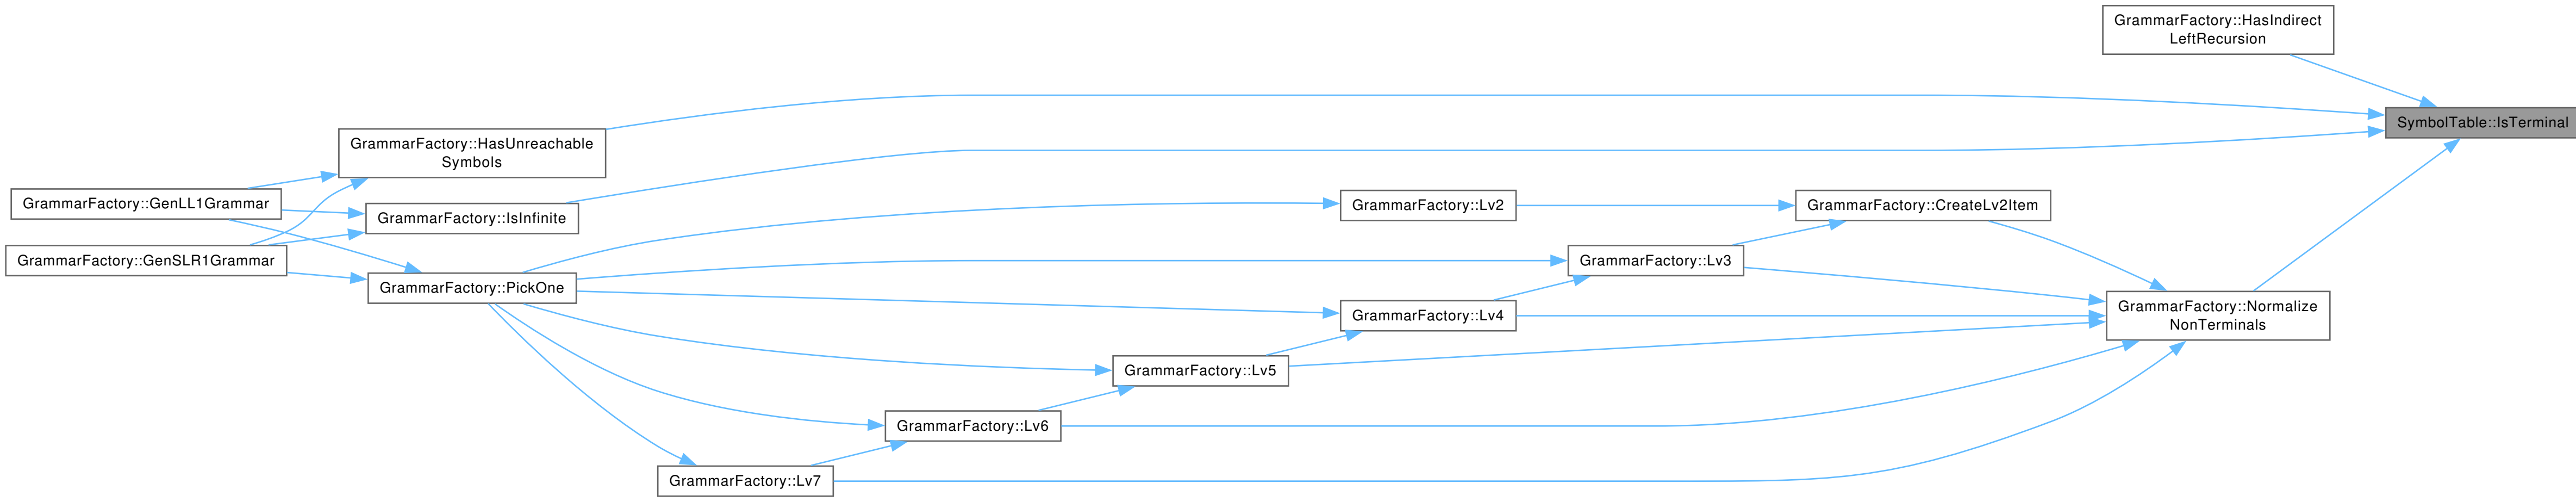 GrammarFactory::HasIndirect
LeftRecursion
SymbolTable::IsTerminal
GrammarFactory::HasUnreachable
Symbols
GrammarFactory::GenLL1Grammar
GrammarFactory::IsInfinite
GrammarFactory::Lv2
GrammarFactory::CreateLv2Item
GrammarFactory::GenSLR1Grammar
GrammarFactory::Lv3
GrammarFactory::PickOne
GrammarFactory::Lv4
GrammarFactory::Normalize
NonTerminals
GrammarFactory::Lv5
GrammarFactory::Lv6
GrammarFactory::Lv7